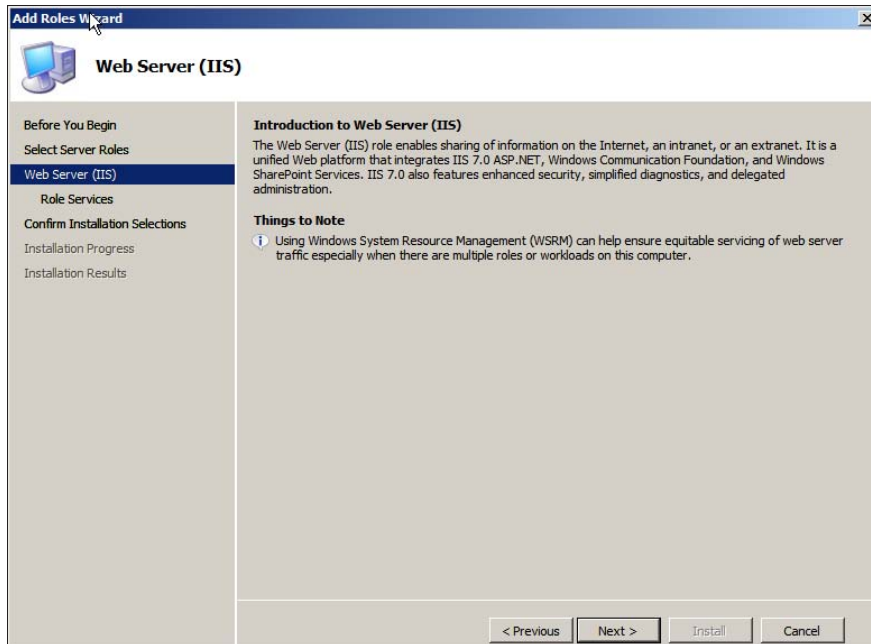 Add Roles Wizard
Web Server (IIS)
Before You Begin
Select Server Roles
Web Server (IIS)
Role Services
Confirm Installation Selections
Installation Progress
Installation Results
Introduction to Web Server (IIS)
The Web Server (IIS) role enables sharing of information on the Internet, an intranet, or an extranet. It is a
unified Web platform that integrates IIS 7.0 ASP.NET, Windows Communication Foundation, and Windows
SharePoint Services. IIS 7.0 also features enhanced security, simplified diagnostics, and delegated
administration.
Things to Note
Using Windows System Resource Management (WSRM) can help ensure equitable servicing of web server
traffic especially when there are multiple roles or workloads on this computer.
< Previous Next > Install Cancel